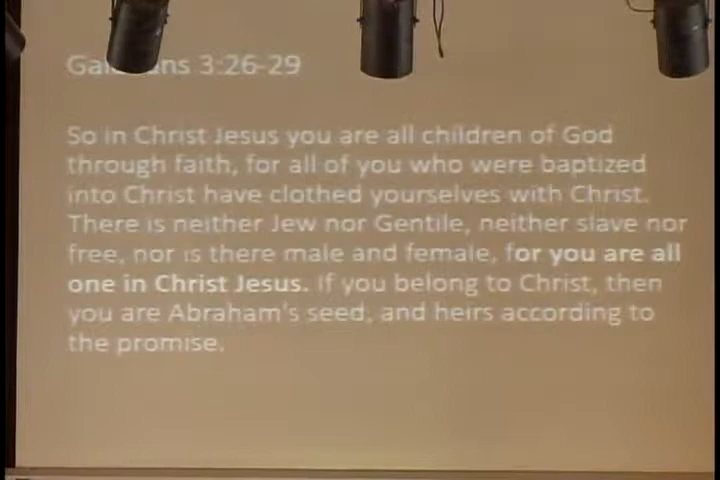 Galatians 3:26-29
So in Christ Jesus you are all children of God
through faith, for all of you who were baptized
into Christ have clothed yourselves with Christ.
There is neither Jew nor Gentile, neither slave nor
free, nor is there male and female, for you are all
one in Christ Jesus. If you belong to Christ, then
you are Abraham's seed, and heirs according to
the promise.